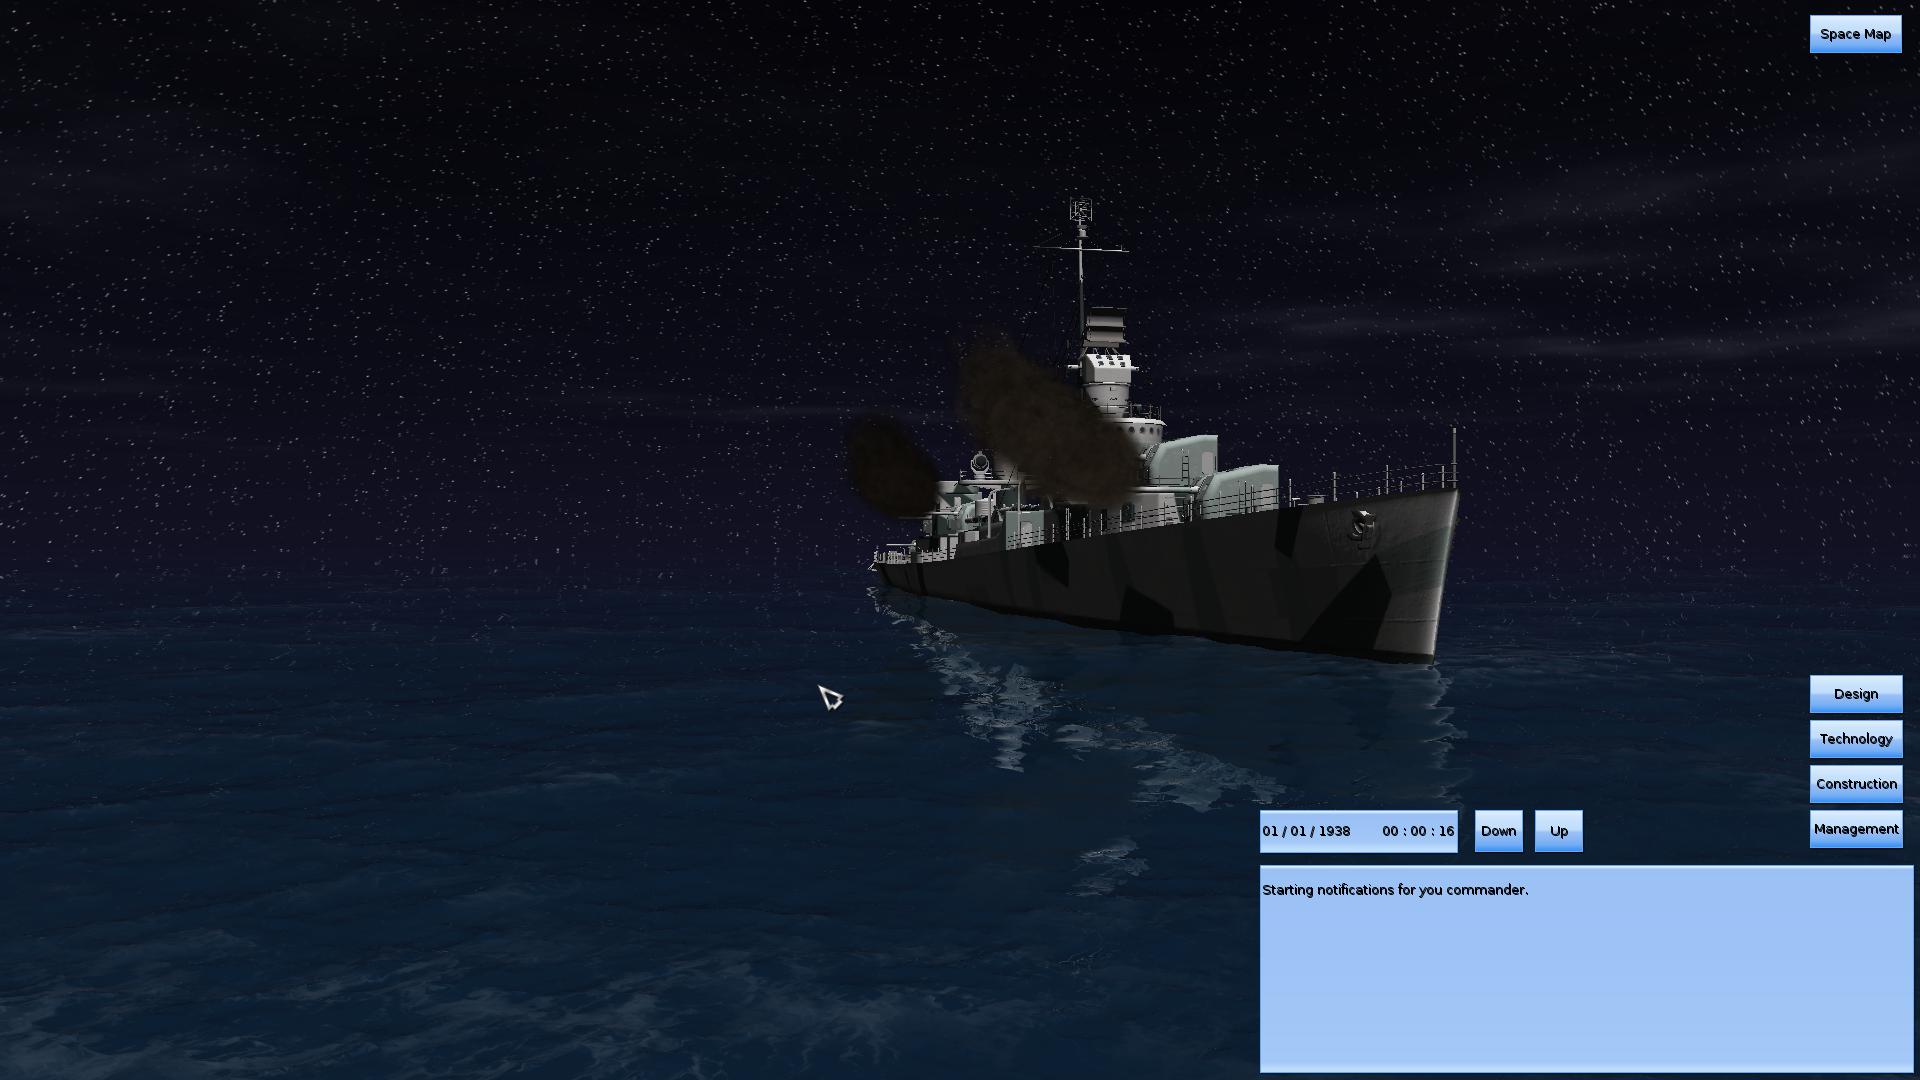 Space Map
Design
Technology
Construction
Management
01 / 01 / 1938 00 : 00 : 16
Down
Up
Starting notifications for you commander.